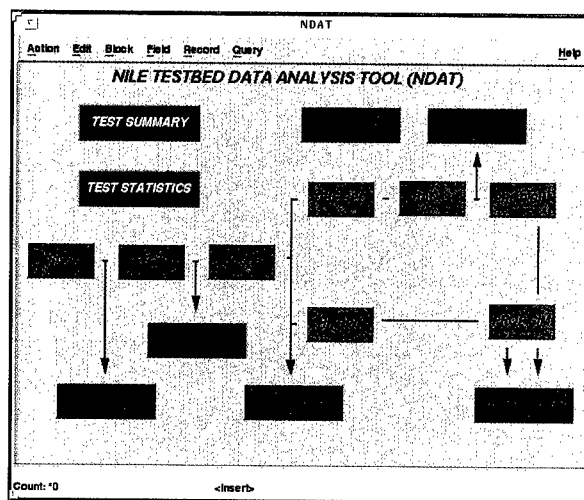 NDAT
Action Edit Block Field Record Query Help
NILE TESTBED DATA ANALYSIS TOOL (NDAT)
TEST SUMMARY
TEST STATISTICS
Count: *0 <Insert>